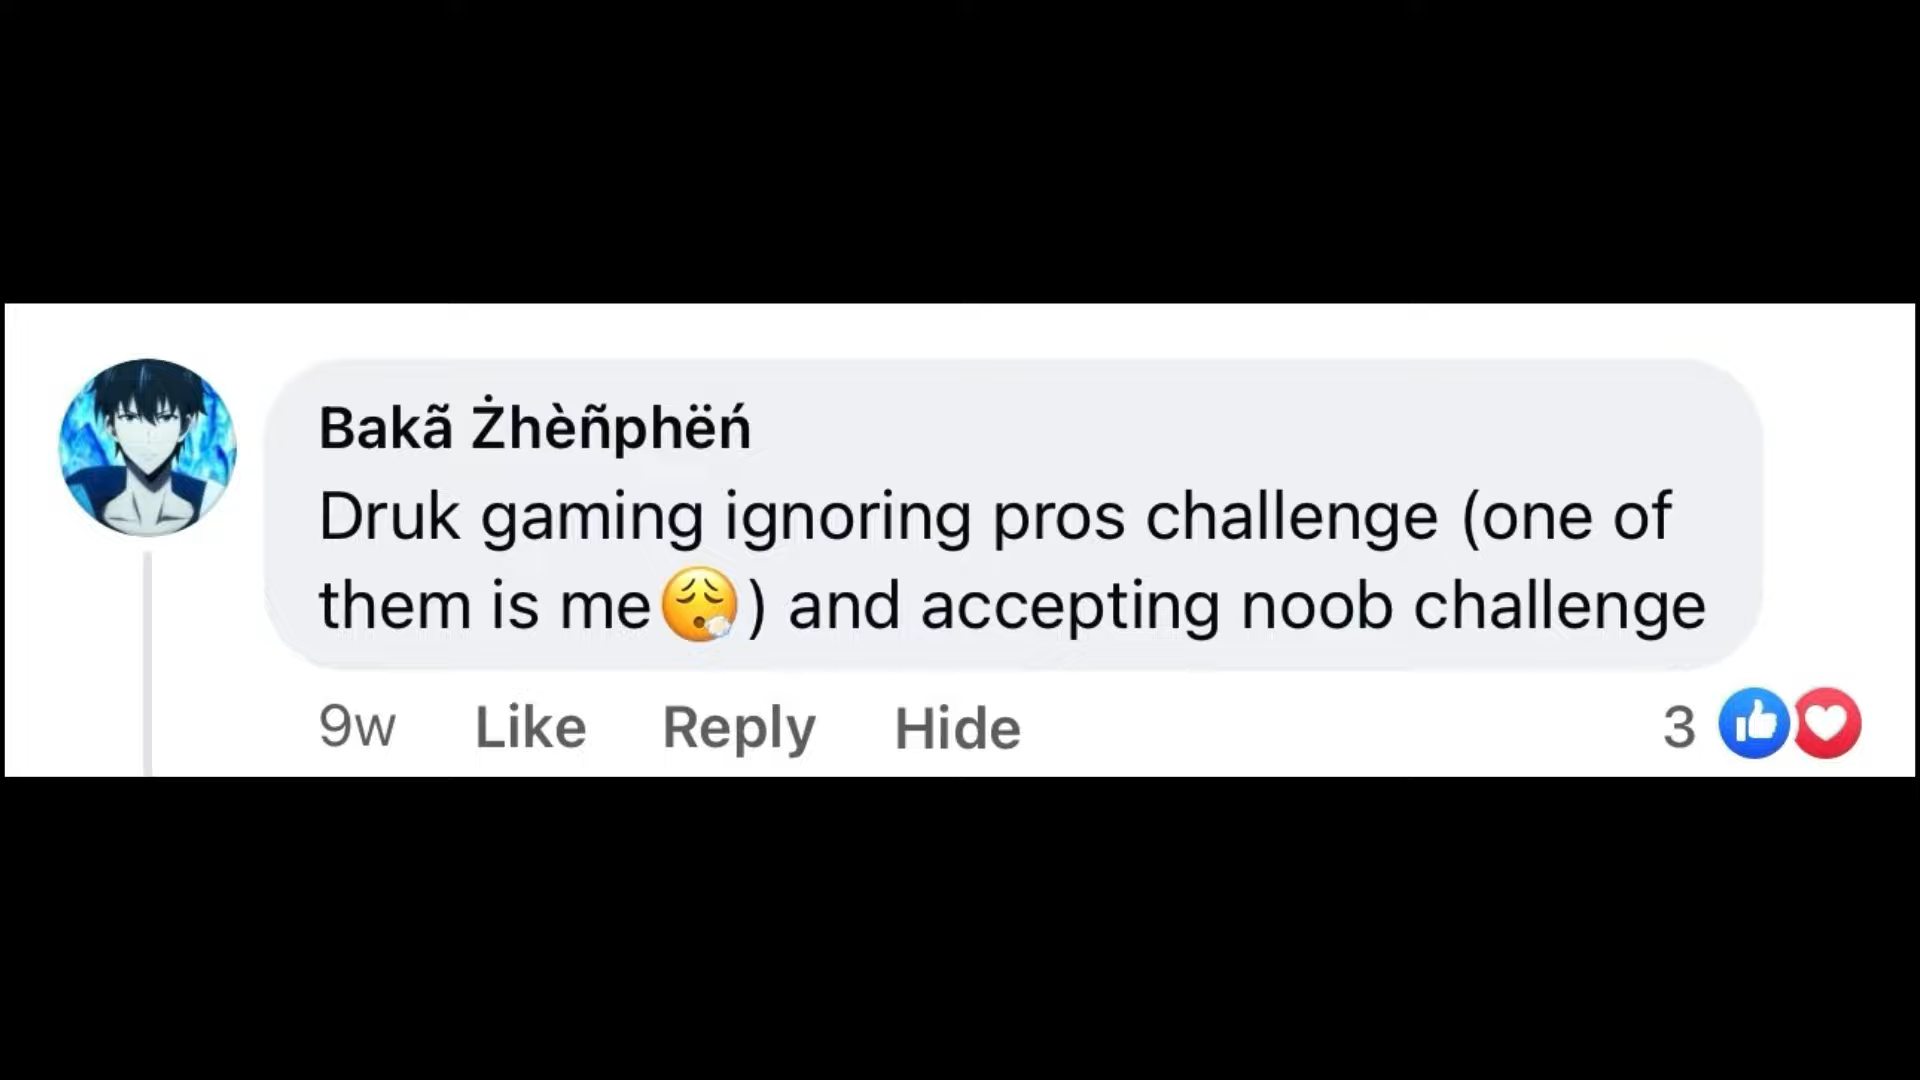 Bakã Żhèñphëń
Druk gaming ignoring pros challenge (one of
them is me😮‍💨) and accepting noob challenge
9w Like Reply Hide 3